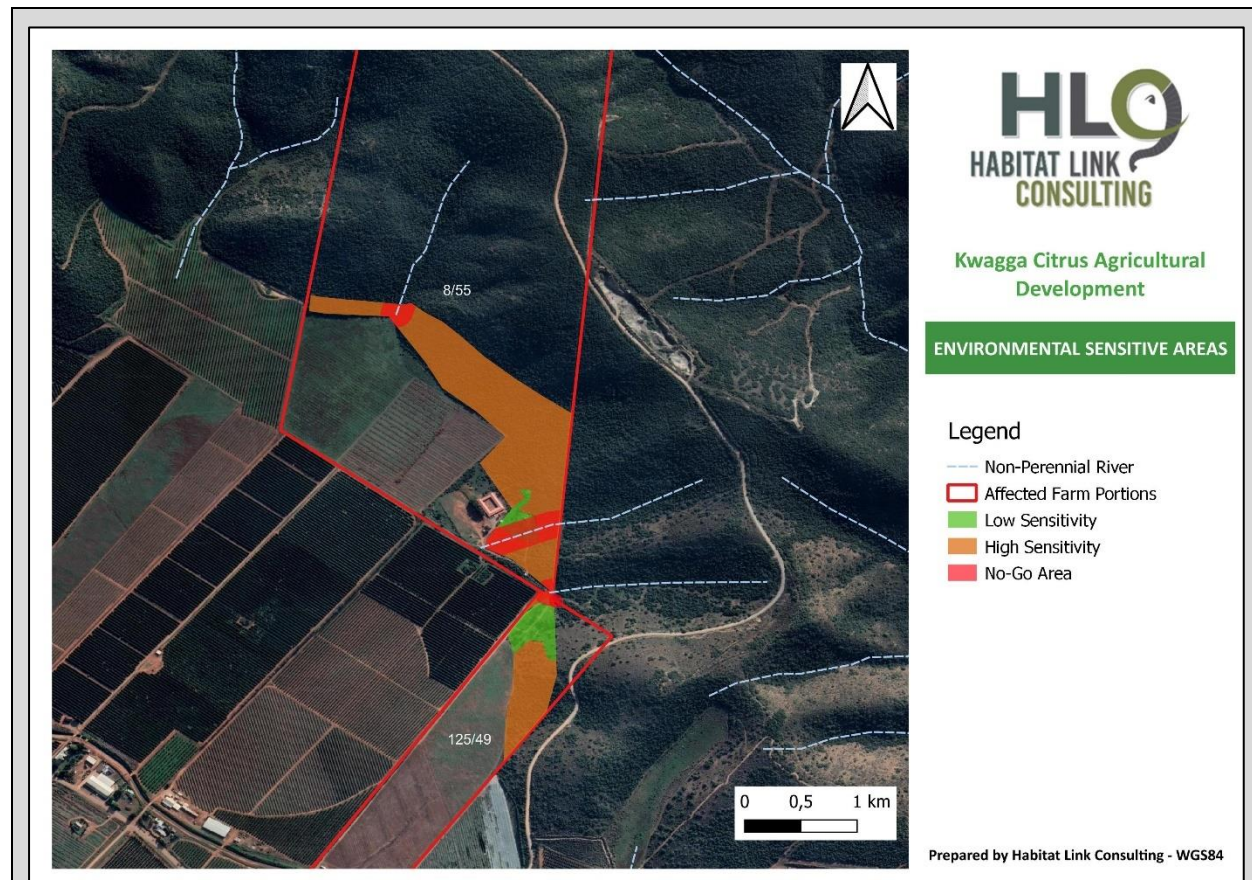 8/55
125/49
0 0,5 1 km
HLC
HABITAT LINK
CONSULTING
Kwagga Citrus Agricultural
Development
ENVIRONMENTAL SENSITIVE AREAS
Legend
Non-Perennial River
Affected Farm Portions
Low Sensitivity
High Sensitivity
No-Go Area
Prepared by Habitat Link Consulting - WGS84